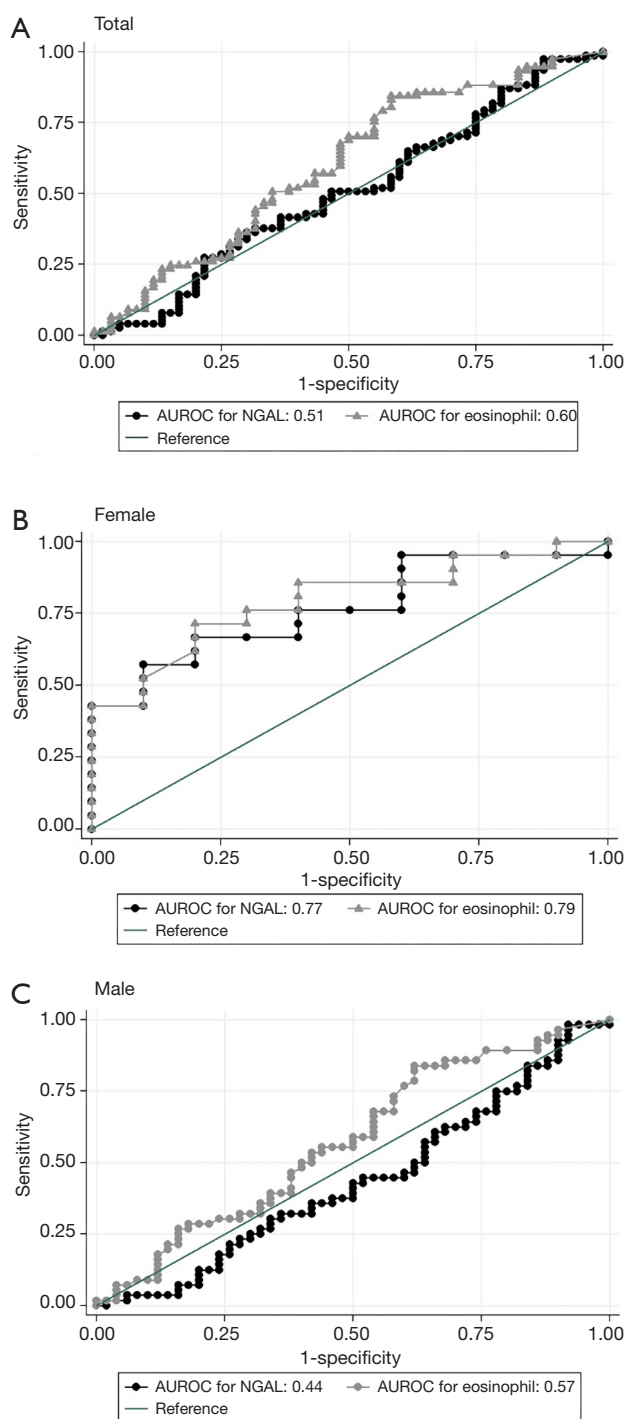 A
Total
1.00
0.75
0.50
0.25
0.00
Sensitivity
0.00 0.25 0.50 0.75 1.00
1-specificity
AUROC for NGAL: 0.51 AUROC for eosinophil: 0.60
Reference
B
Female
1.00
0.75
0.50
0.25
0.00
Sensitivity
0.00 0.25 0.50 0.75 1.00
1-specificity
AUROC for NGAL: 0.77 AUROC for eosinophil: 0.79
Reference
C
Male
1.00
0.75
0.50
0.25
0.00
Sensitivity
0.00 0.25 0.50 0.75 1.00
1-specificity
AUROC for NGAL: 0.44 AUROC for eosinophil: 0.57
Reference